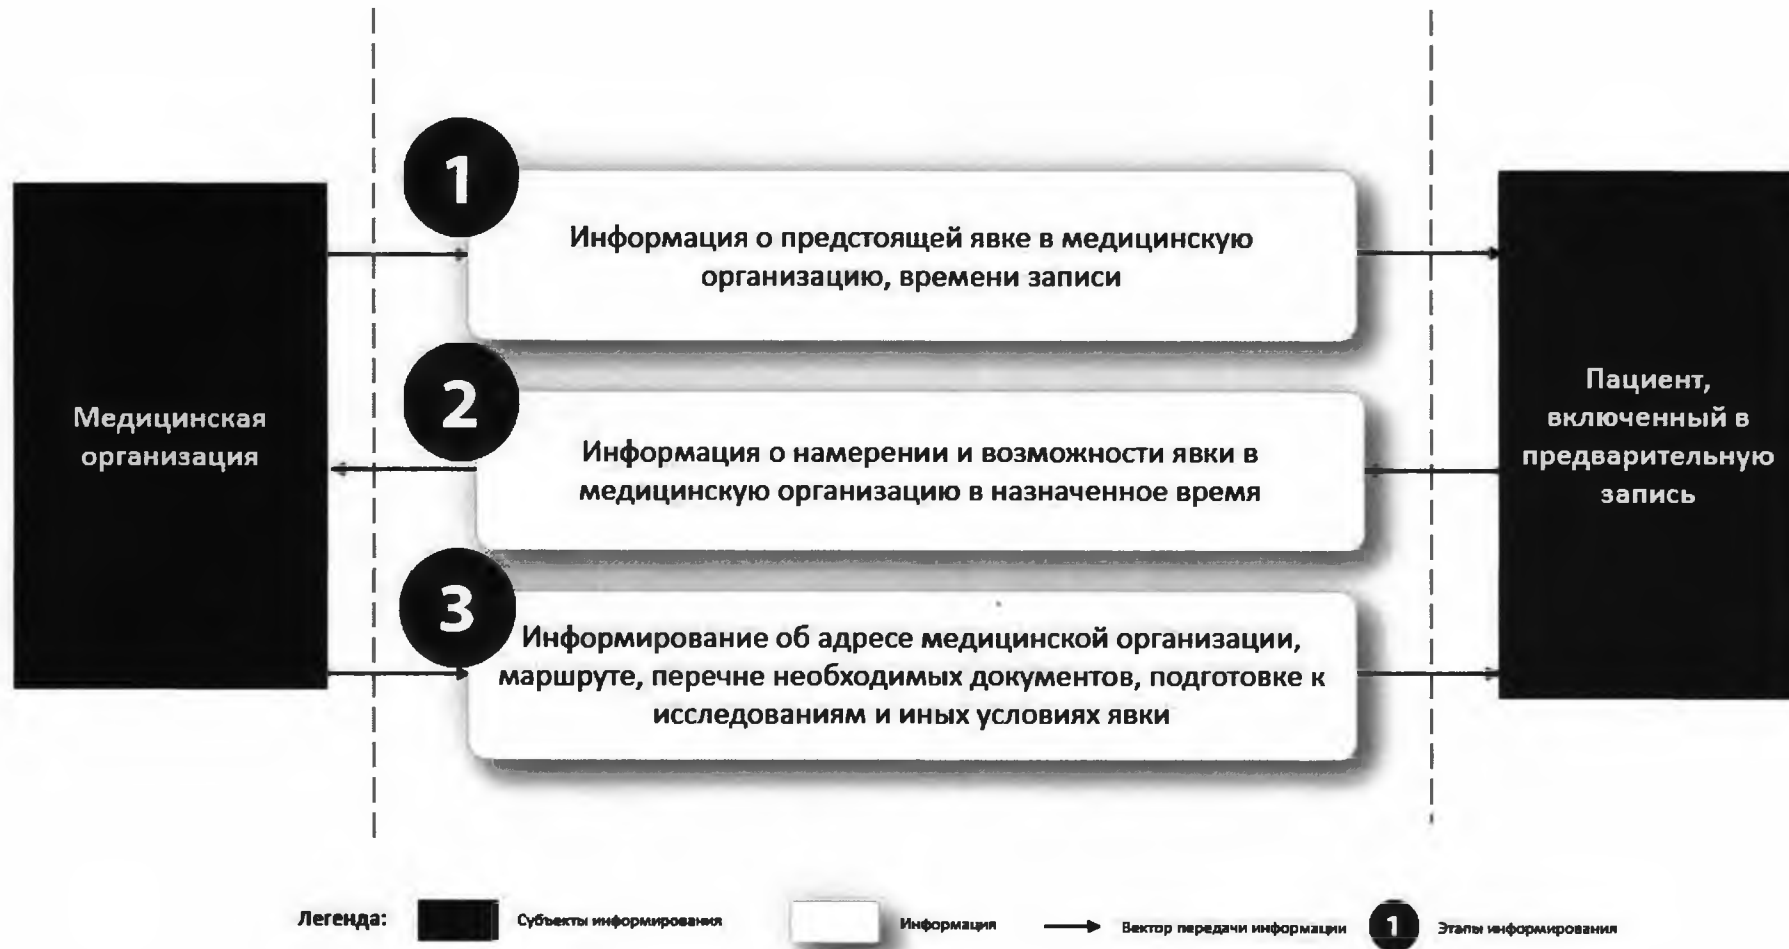 1
Информация о предстоящей явке в медицинскую
организацию, времени записи
Медицинская
организация
2
Информация о намерении и возможности явки в
медицинскую организацию в назначенное время
Пациент,
включенный в
предварительную
запись
3
Информирование об адресе медицинской организации,
маршруте, перечне необходимых документов, подготовке к
исследованиям и иных условиях явки
Легенда:
Субъекты информирования
Информация
Вектор передачи информации
1
Этапы информирования